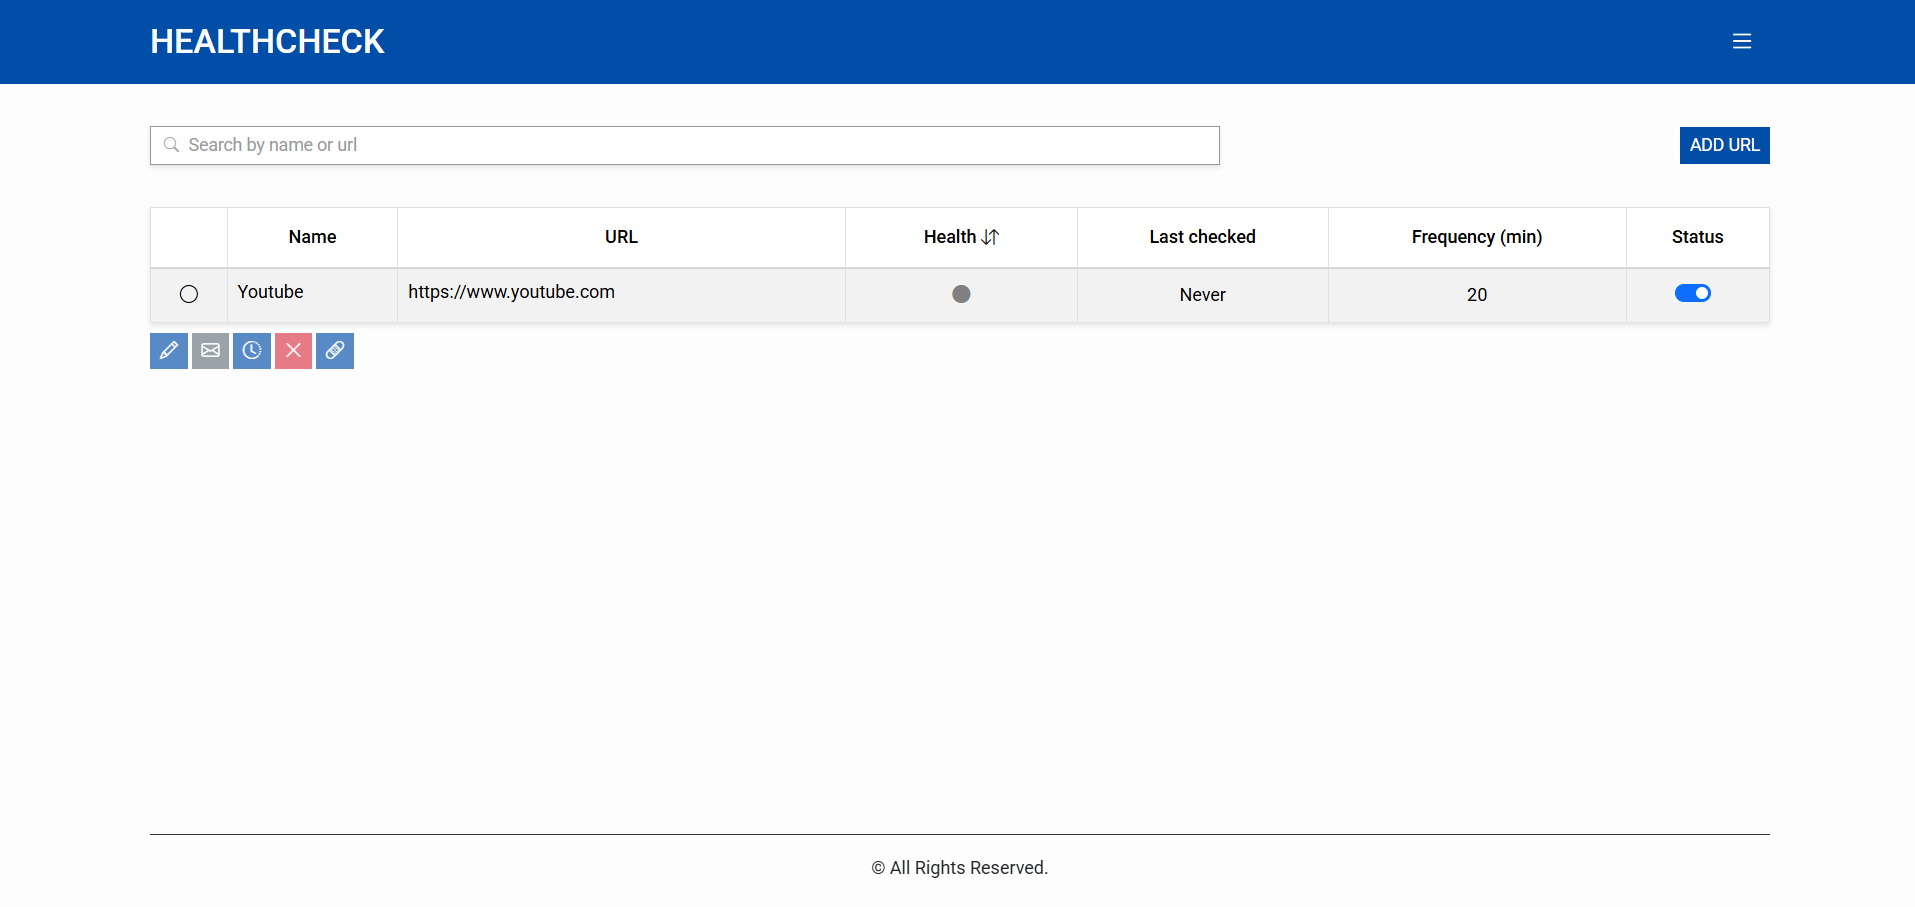 HEALTHCHECK
Search by name or url
ADD URL
Name URL Health Last checked Frequency (min) Status
Youtube https://www.youtube.com Never 20
© All Rights Reserved.